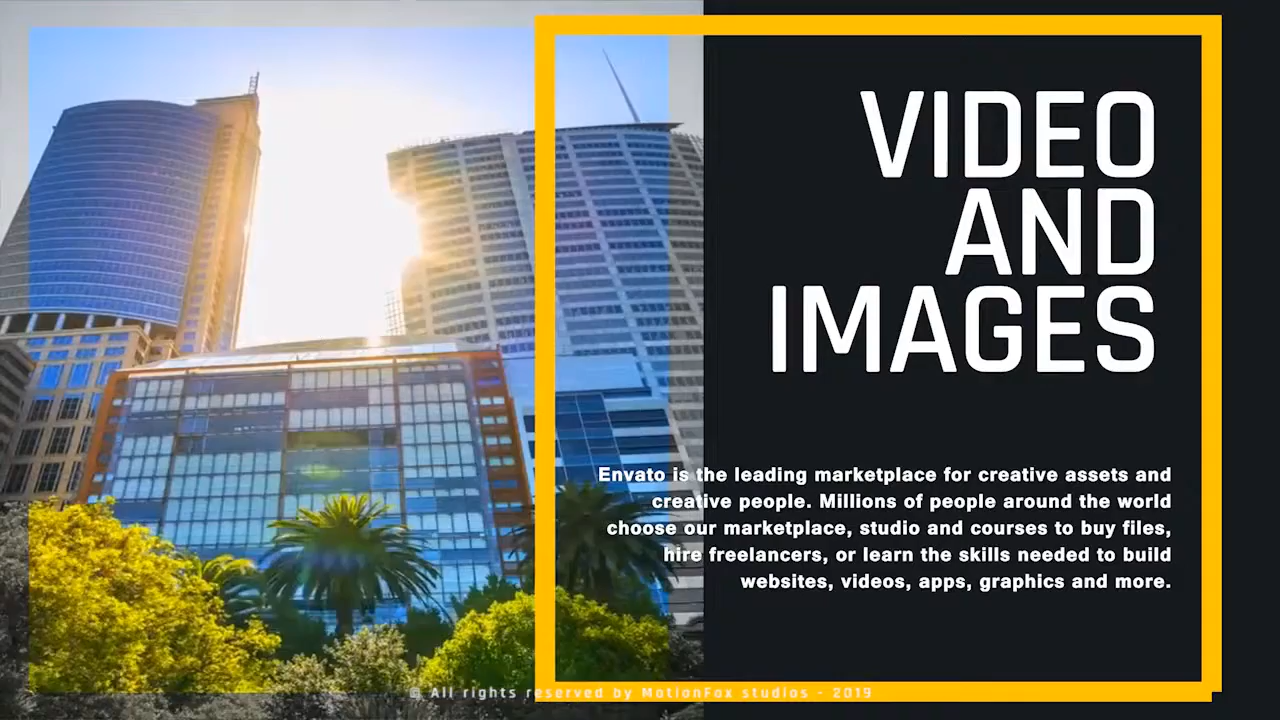 VIDEO
AND
IMAGES
Envato is the leading marketplace for creative assets and
creative people. Millions of people around the world
choose our marketplace, studio and courses to buy files,
hire freelancers, or learn the skills needed to build
websites, videos, apps, graphics and more.
© All rights reserved by MotionFox studios - 2019